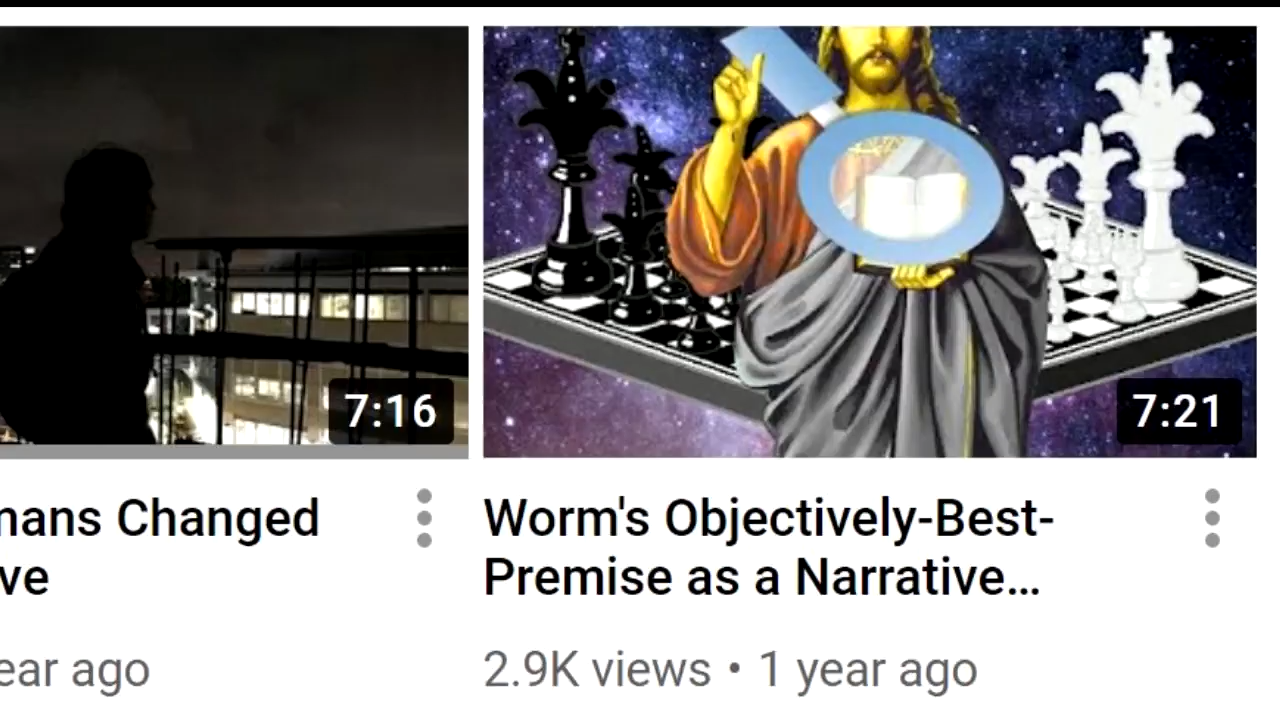 7:16
7:21
mans Changed
ve
ear ago
Worm's Objectively-Best-
Premise as a Narrative...
2.9K views • 1 year ago